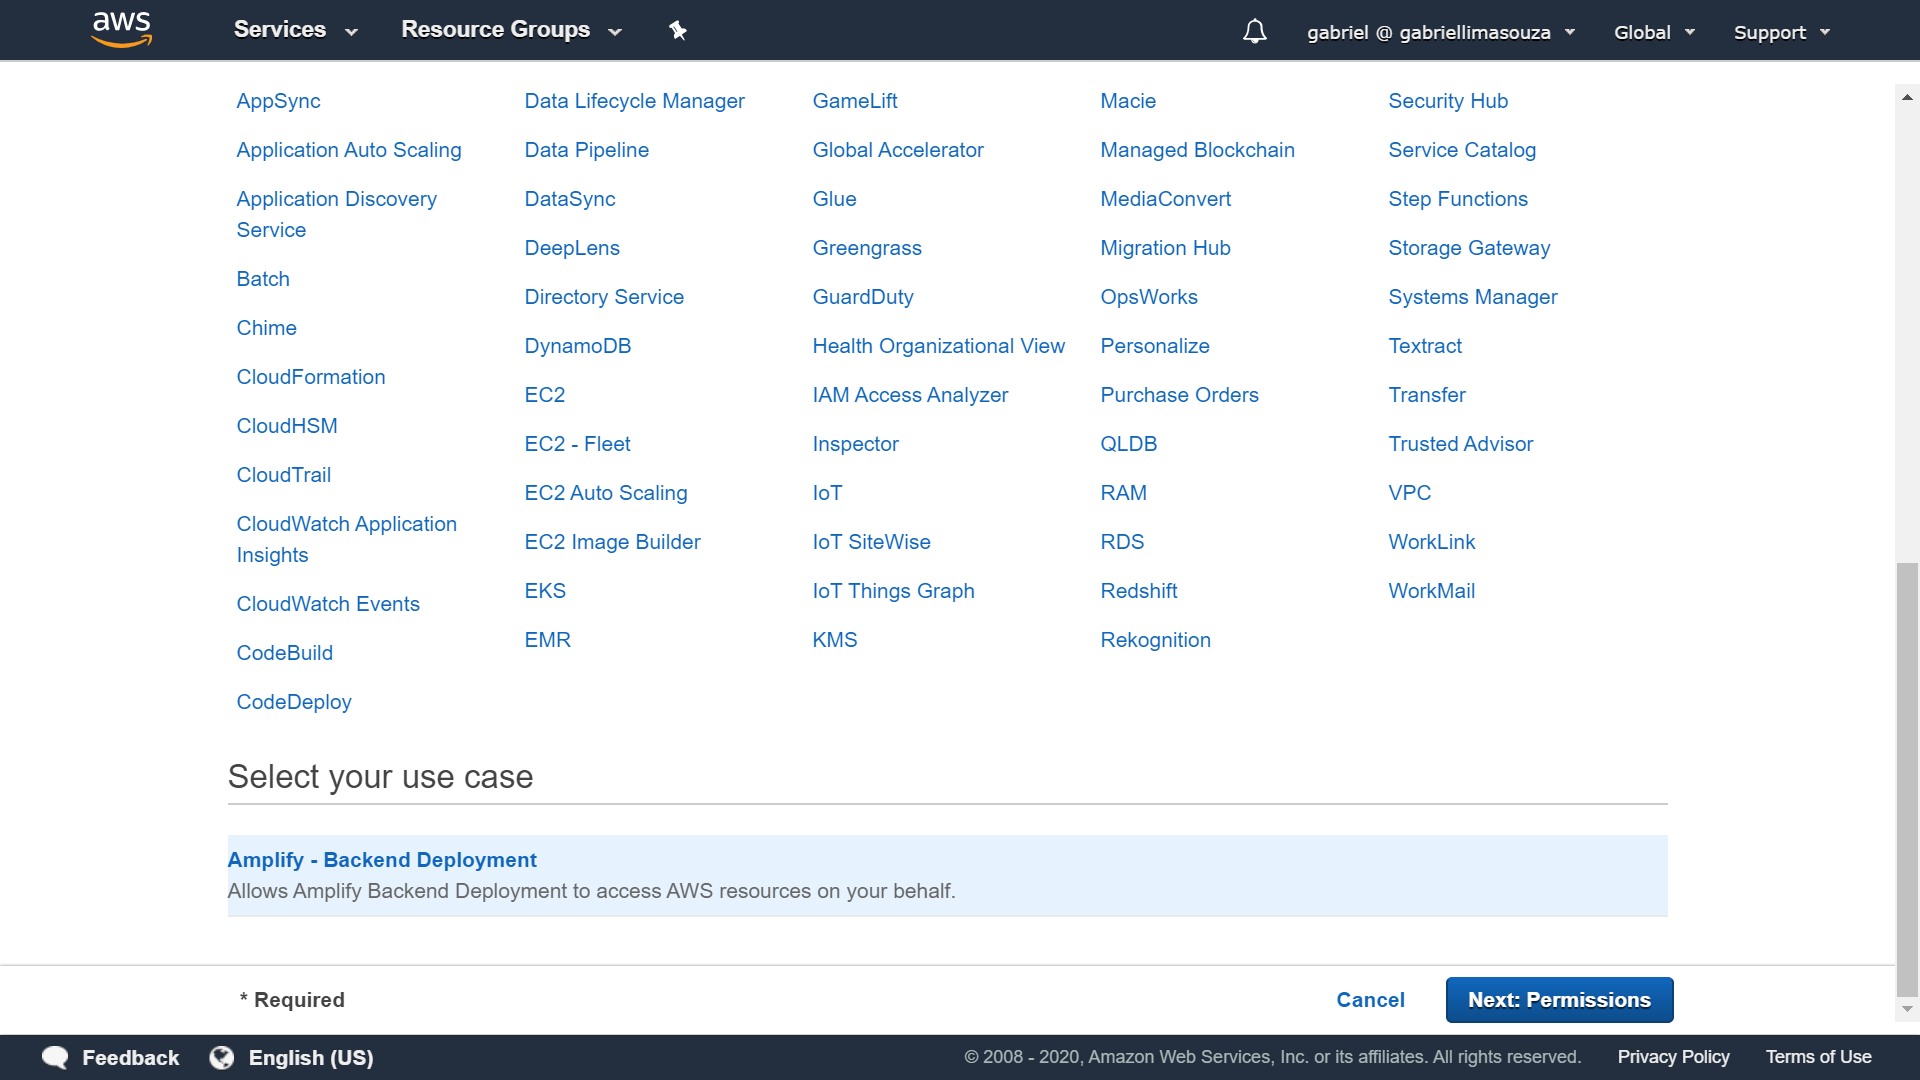 aws
Services
Resource Groups
gabriel @ gabriellimasouza
Global
Support
AppSync
Application Auto Scaling
Application Discovery
Service
Batch
Chime
CloudFormation
CloudHSM
CloudTrail
CloudWatch Application
Insights
CloudWatch Events
CodeBuild
CodeDeploy
Data Lifecycle Manager
Data Pipeline
DataSync
DeepLens
Directory Service
DynamoDB
EC2
EC2 - Fleet
EC2 Auto Scaling
EC2 Image Builder
EKS
EMR
GameLift
Global Accelerator
Glue
Greengrass
GuardDuty
Health Organizational View
IAM Access Analyzer
Inspector
IoT
IoT SiteWise
IoT Things Graph
KMS
Macie
Managed Blockchain
MediaConvert
Migration Hub
OpsWorks
Personalize
Purchase Orders
QLDB
RAM
RDS
Redshift
Rekognition
Security Hub
Service Catalog
Step Functions
Storage Gateway
Systems Manager
Textract
Transfer
Trusted Advisor
VPC
WorkLink
WorkMail
Select your use case
Amplify - Backend Deployment
Allows Amplify Backend Deployment to access AWS resources on your behalf.
* Required
Cancel
Next: Permissions
Feedback
English (US)
© 2008 - 2020, Amazon Web Services, Inc. or its affiliates. All rights reserved.
Privacy Policy
Terms of Use